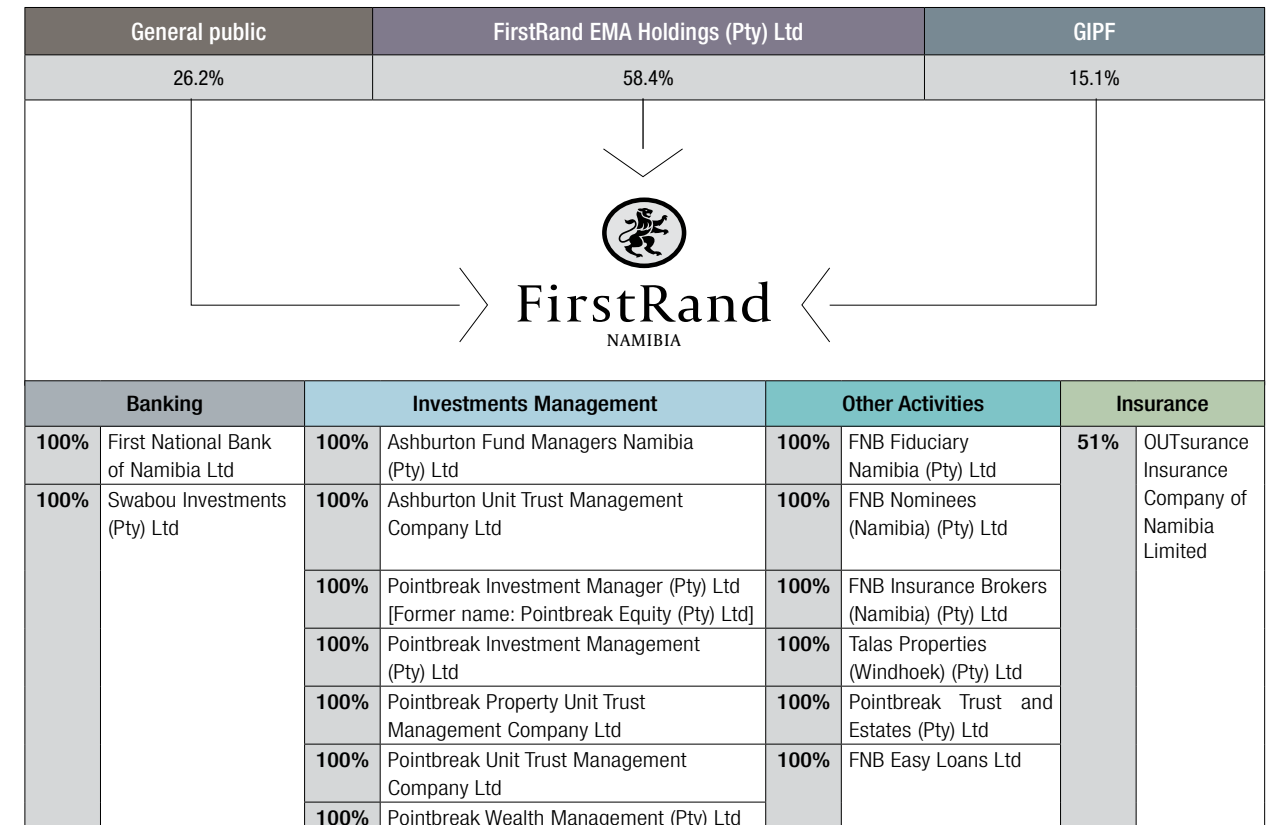 General public
FirstRand EMA Holdings (Pty) Ltd
GIPF
26.2%
58.4%
15.1%
FirstRand
NAMIBIA
Banking
100%
First National Bank
of Namibia Ltd
100%
Swabou Investments
(Pty) Ltd
Investments Management
100%
Ashburton Fund Managers Namibia
(Pty) Ltd
100%
Ashburton Unit Trust Management
Company Ltd
100%
Pointbreak Investment Manager (Pty) Ltd
[Former name: Pointbreak Equity (Pty) Ltd]
100%
Pointbreak Investment Management
(Pty) Ltd
100%
Pointbreak Property Unit Trust
Management Company Ltd
100%
Pointbreak Unit Trust Management
Company Ltd
100%
Pointbreak Wealth Management (Pty) Ltd
Other Activities
100%
FNB Fiduciary
Namibia (Pty) Ltd
100%
FNB Nominees
(Namibia) (Pty) Ltd
100%
FNB Insurance Brokers
(Namibia) (Pty) Ltd
100%
Talas Properties
(Windhoek) (Pty) Ltd
100%
Pointbreak Trust and
Estates (Pty) Ltd
100%
FNB Easy Loans Ltd
Insurance
51%
OUTsurance
Insurance
Company of
Namibia
Limited